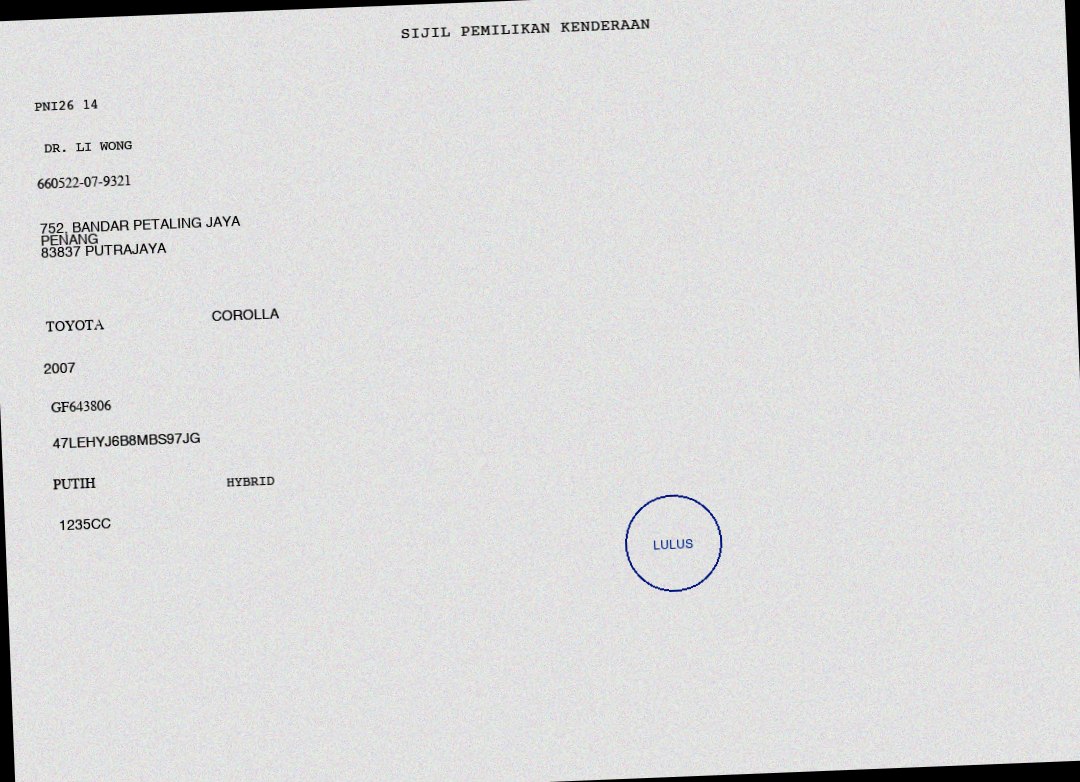 SIJIL PEMILIKAN KENDERAAN
PNI26 14
DR. LI WONG
660522-07-9321
752, BANDAR PETALING JAYA
PENANG
83837 PUTRAJAYA
TOYOTA COROLLA
2007
GF643806
47LEHYJ6B8MBS97JG
PUTIH HYBRID
1235CC
LULUS